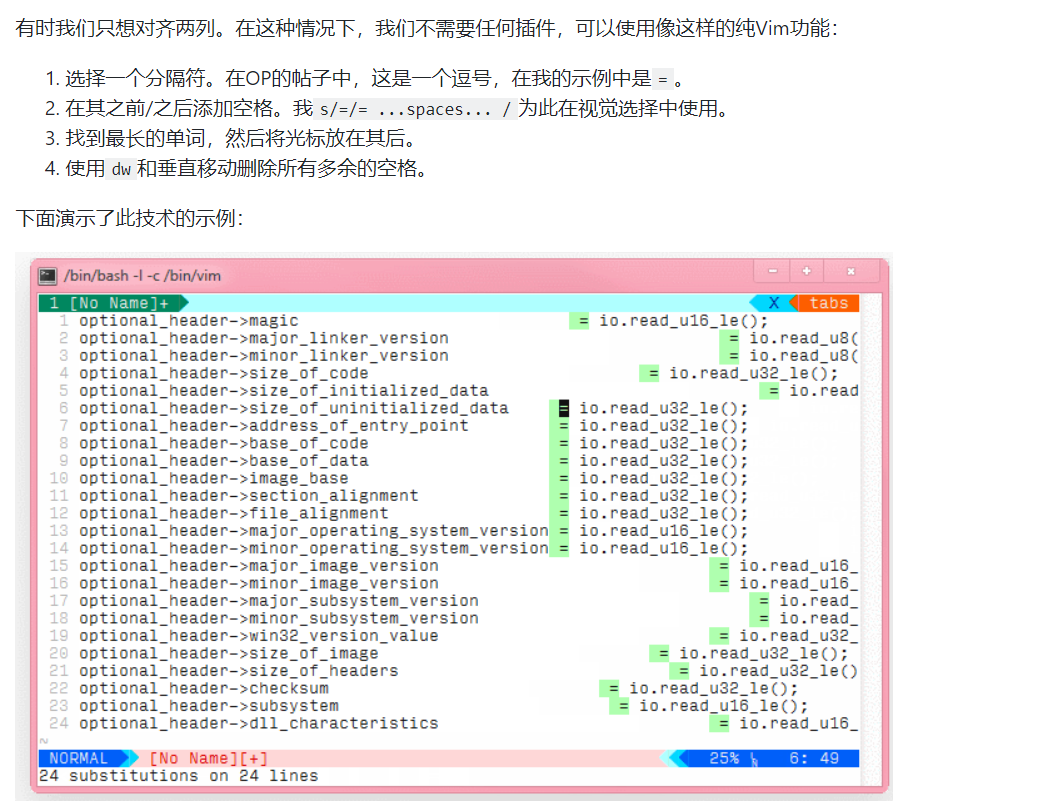 有时我们只想对齐两列。在这种情况下，我们不需要任何插件，可以使用像这样的纯Vim功能：
1. 选择一个分隔符。在OP的帖子中，这是一个逗号，在我的示例中是 = 。
2. 在其之前/之后添加空格。我 s/=/= ...spaces... / 为此在视觉选择中使用。
3. 找到最长的单词，然后将光标放在其后。
4. 使用 dw 和垂直移动删除所有多余的空格。
下面演示了此技术的示例：
/bin/bash -l -c /bin/vim
1 [No Name]+ X tabs
1 optional_header->magic = io.read_u16_le();
2 optional_header->major_linker_version = io.read_u8(
3 optional_header->minor_linker_version = io.read_u8(
4 optional_header->size_of_code = io.read_u32_le();
5 optional_header->size_of_initialized_data = io.read
6 optional_header->size_of_uninitialized_data = io.read_u32_le();
7 optional_header->address_of_entry_point = io.read_u32_le();
8 optional_header->base_of_code = io.read_u32_le();
9 optional_header->base_of_data = io.read_u32_le();
10 optional_header->image_base = io.read_u32_le();
11 optional_header->section_alignment = io.read_u32_le();
12 optional_header->file_alignment = io.read_u32_le();
13 optional_header->major_operating_system_version = io.read_u16_le();
14 optional_header->minor_operating_system_version = io.read_u16_le();
15 optional_header->major_image_version = io.read_u16_
16 optional_header->minor_image_version = io.read_u16_
17 optional_header->major_subsystem_version = io.read_
18 optional_header->minor_subsystem_version = io.read_
19 optional_header->win32_version_value = io.read_u32_
20 optional_header->size_of_image = io.read_u32_le();
21 optional_header->size_of_headers = io.read_u32_le()
22 optional_header->checksum = io.read_u32_le();
23 optional_header->subsystem = io.read_u16_le();
24 optional_header->dll_characteristics = io.read_u16_
~
NORMAL [No Name][+] 25% 6: 49
24 substitutions on 24 lines